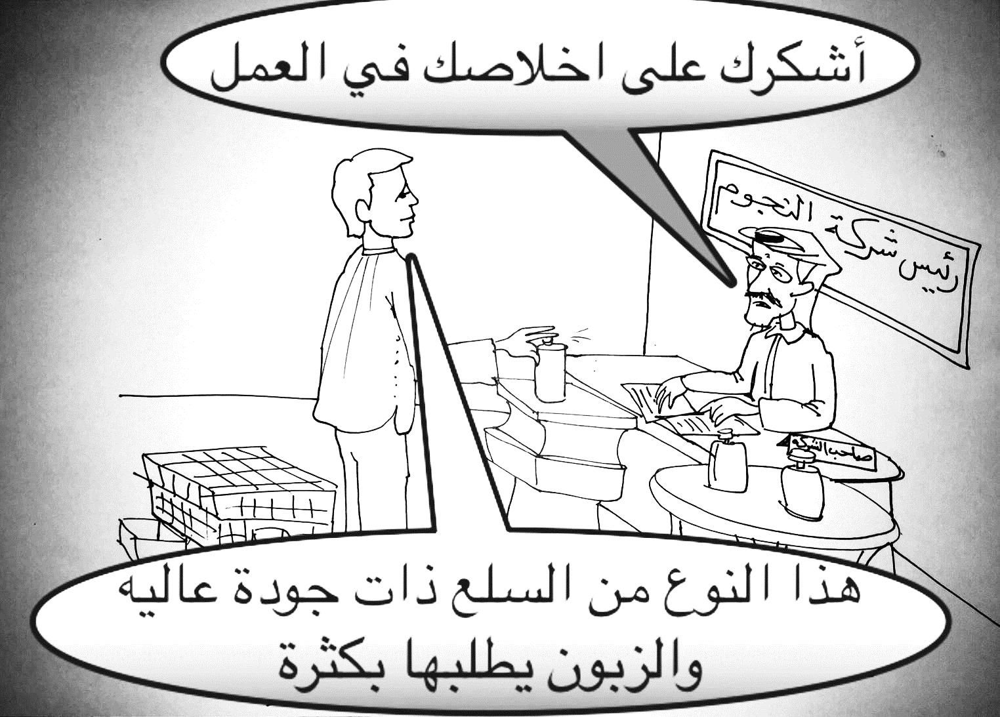 أشكرك على اخلاصك في العمل
رئيس شركة النجوم
صاحب الشركة
هذا النوع من السلع ذات جودة عاليه
والزبون يطلبها بكثرة